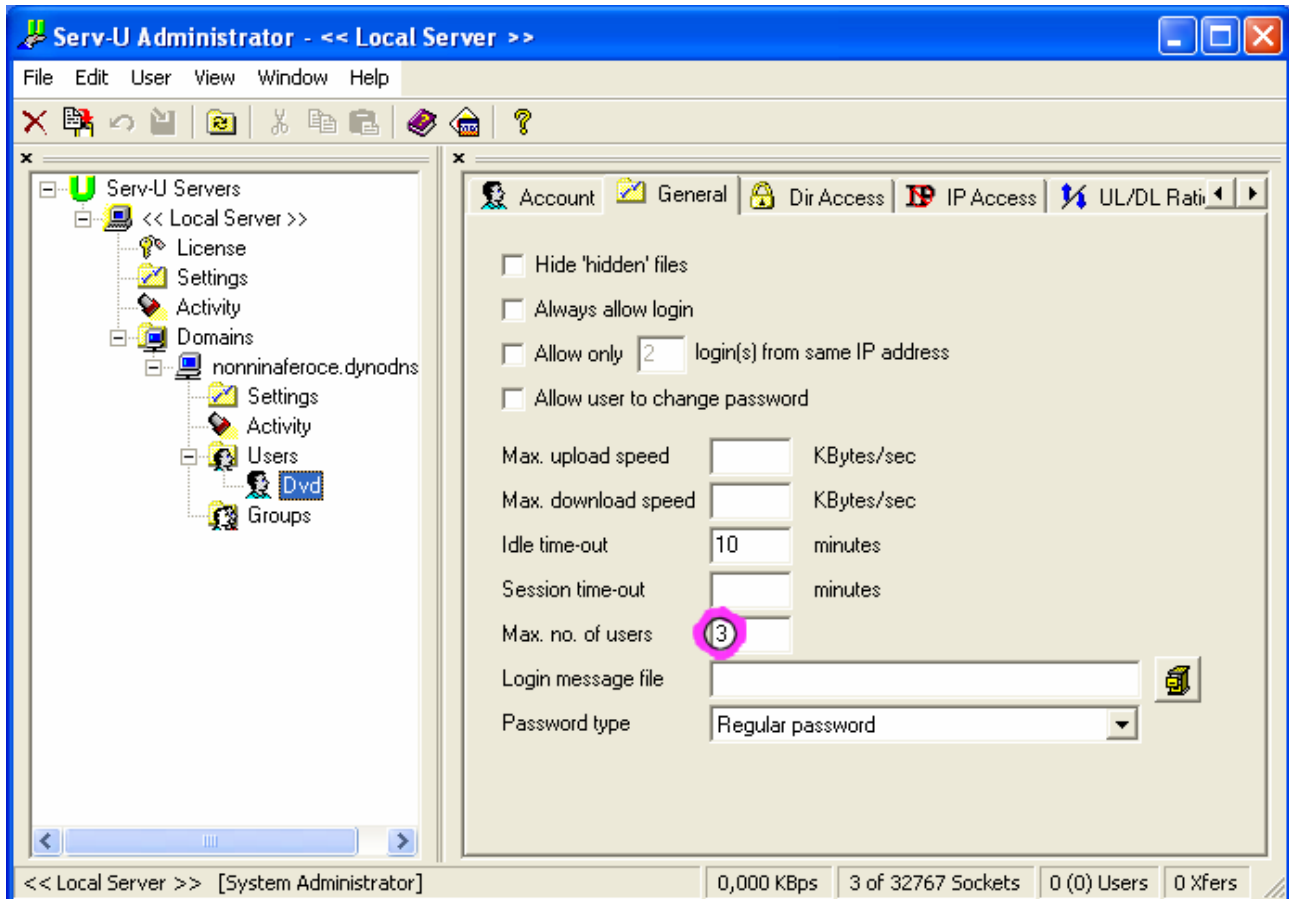 Serv-U Administrator - << Local Server >>
File Edit User View Window Help
Serv-U Servers
<< Local Server >>
License
Settings
Activity
Domains
nonninaferoce.dynodns
Settings
Activity
Users
Dvd
Groups
Account General Dir Access IP Access UL/DL Rati
Hide 'hidden' files
Always allow login
Allow only 2 login(s) from same IP address
Allow user to change password
Max. upload speed KBytes/sec
Max. download speed KBytes/sec
Idle time-out 10 minutes
Session time-out minutes
Max. no. of users 3
Login message file
Password type Regular password
<< Local Server >> [System Administrator] 0,000 KBps 3 of 32767 Sockets 0 (0) Users 0 Xfers